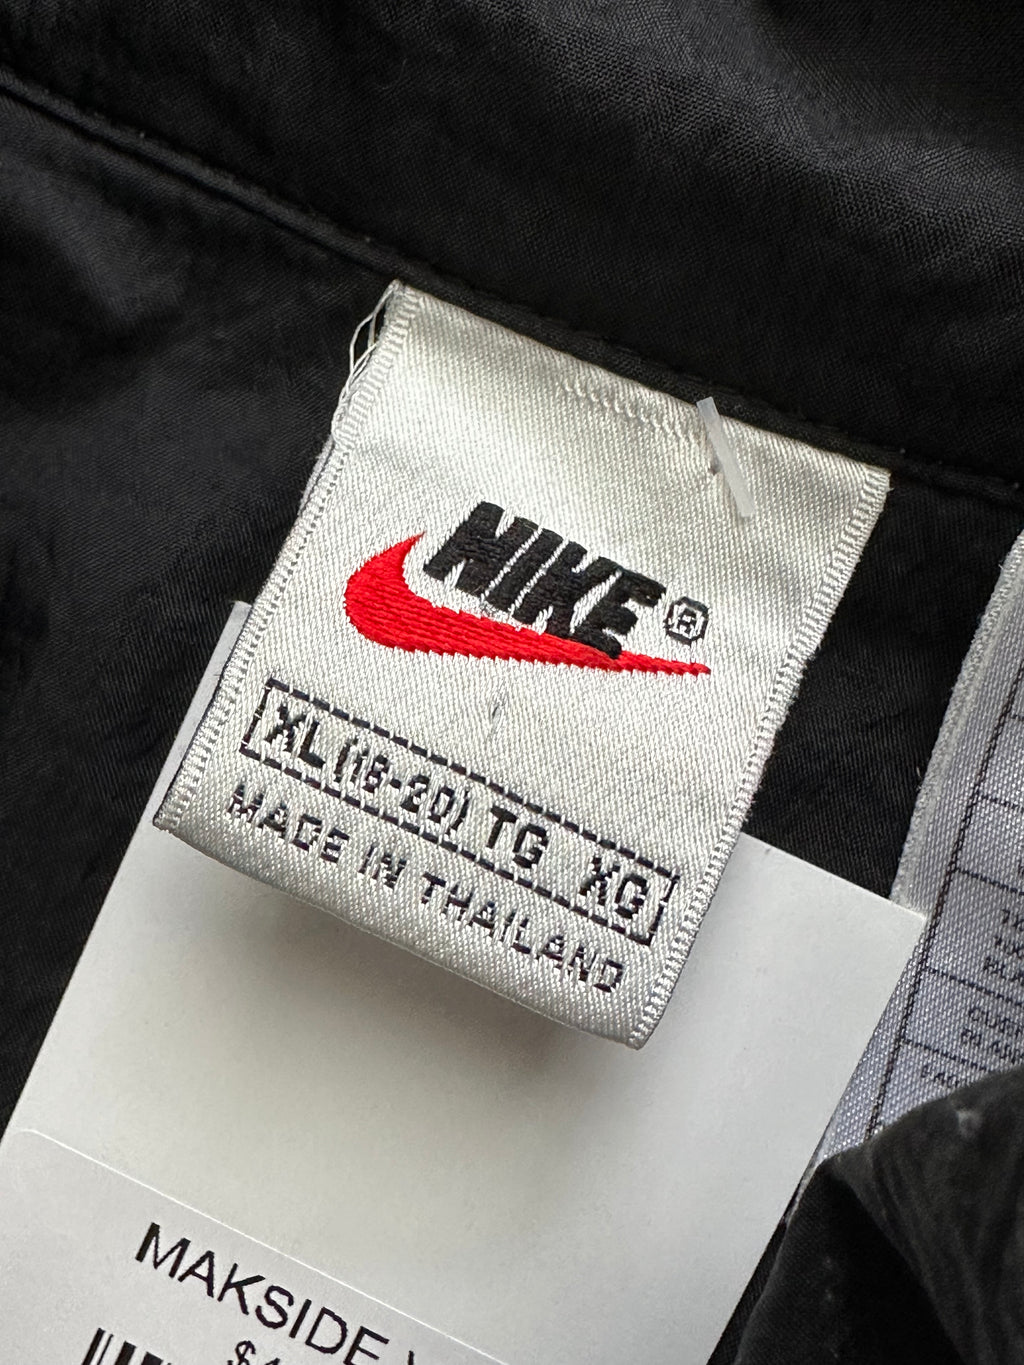 NIKE ®
XL (18-20) TG XG
MADE IN THAILAND
MAKSIDE